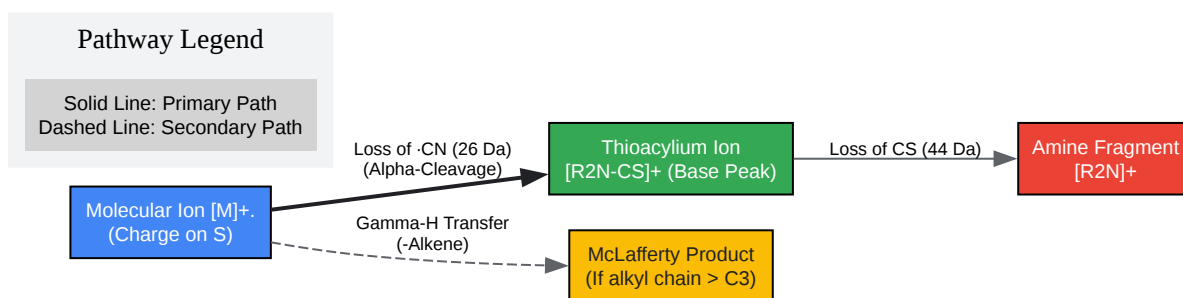 Pathway Legend
Solid Line: Primary Path
Dashed Line: Secondary Path
Molecular Ion [M]+.
(Charge on S)
Loss of ·CN (26 Da)
(Alpha-Cleavage)
Gamma-H Transfer
(-Alkene)
Thioacylium Ion
[R2N-CS]+ (Base Peak)
McLafferty Product
(If alkyl chain > C3)
Loss of CS (44 Da)
Amine Fragment
[R2N]+